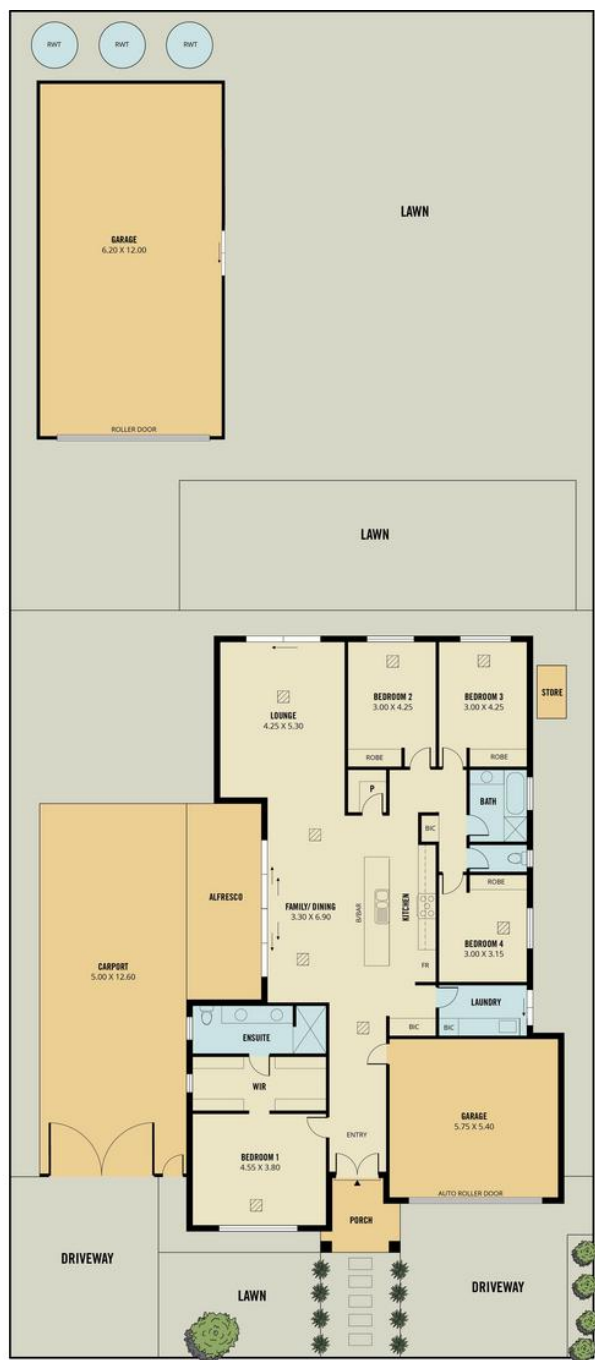 RWT
RWT
RWT
LAWN
GARAGE
6.20 X 12.00
ROLLER DOOR
LAWN
LOUNGE
4.25 X 5.30
BEDROOM 2
3.00 X 4.25
ROBE
BEDROOM 3
3.00 X 4.25
ROBE
STORE
P
BATH
BIC
ROBE
ALFRESCO
FAMILY/ DINING
3.30 X 6.90
B/BAR
KITCHEN
FR
BEDROOM 4
3.00 X 3.15
CARPORT
5.00 X 12.60
LAUNDRY
BIC
BIC
ENSUITE
WIR
GARAGE
5.75 X 5.40
ENTRY
BEDROOM 1
4.55 X 3.80
AUTO ROLLER DOOR
PORCH
DRIVEWAY
LAWN
DRIVEWAY